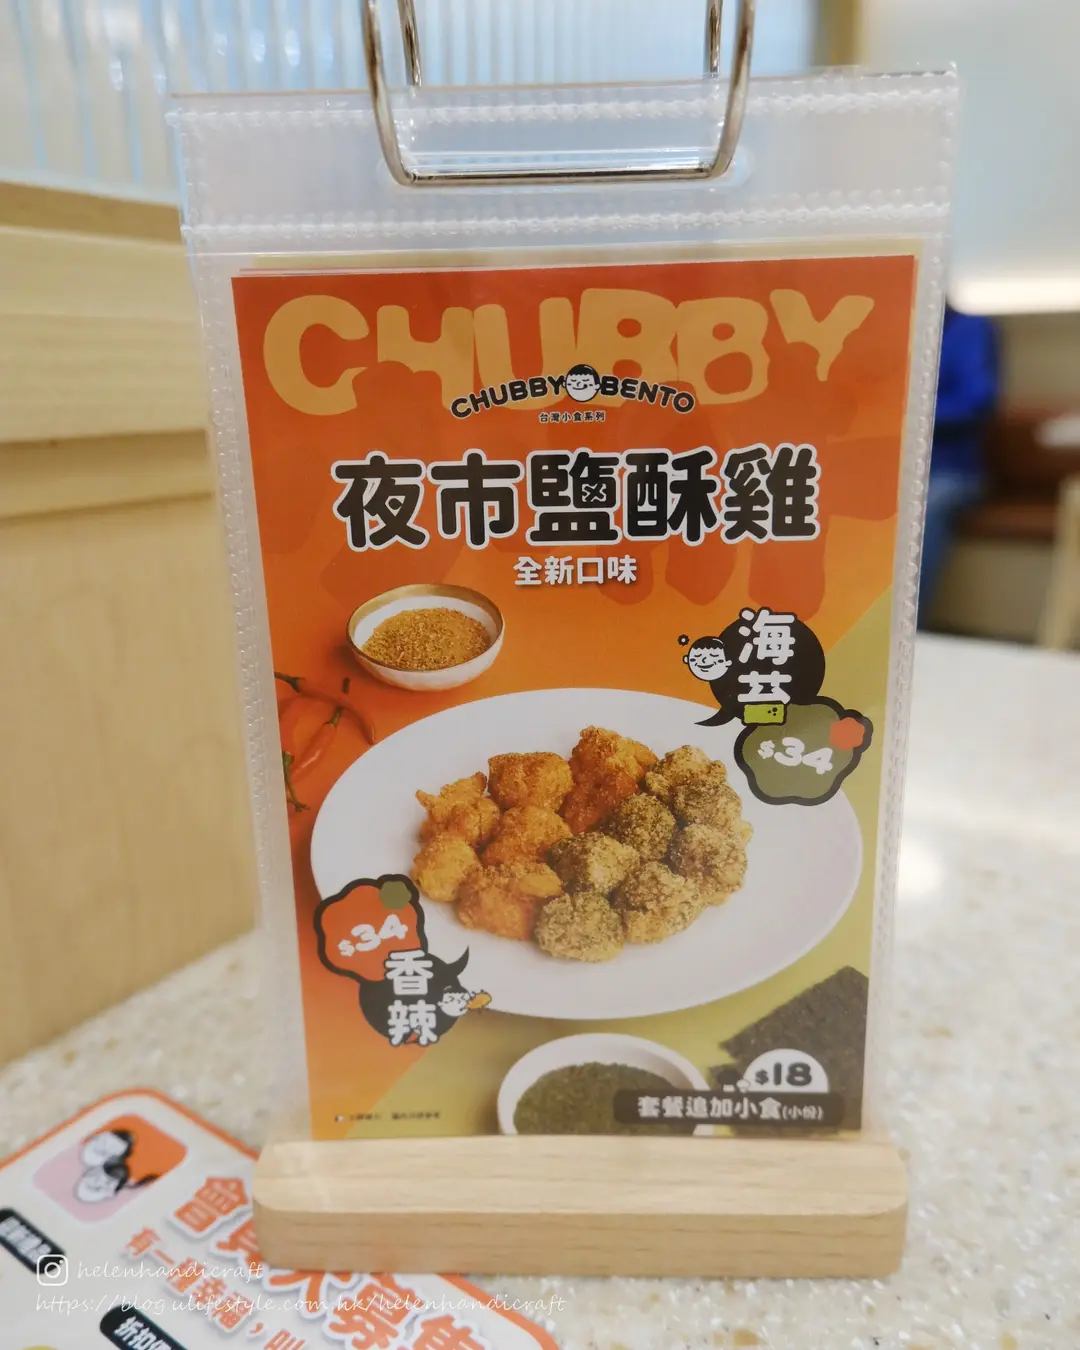 CHUBBY
CHUBBY BENTO
台灣小食系列
夜市鹽酥雞
全新口味
海苔
$34
$34
香辣
$18
套餐追加小食(小份)
helenhandicraft
https://blog.ulifestyle.com.hk/helenhandicraft